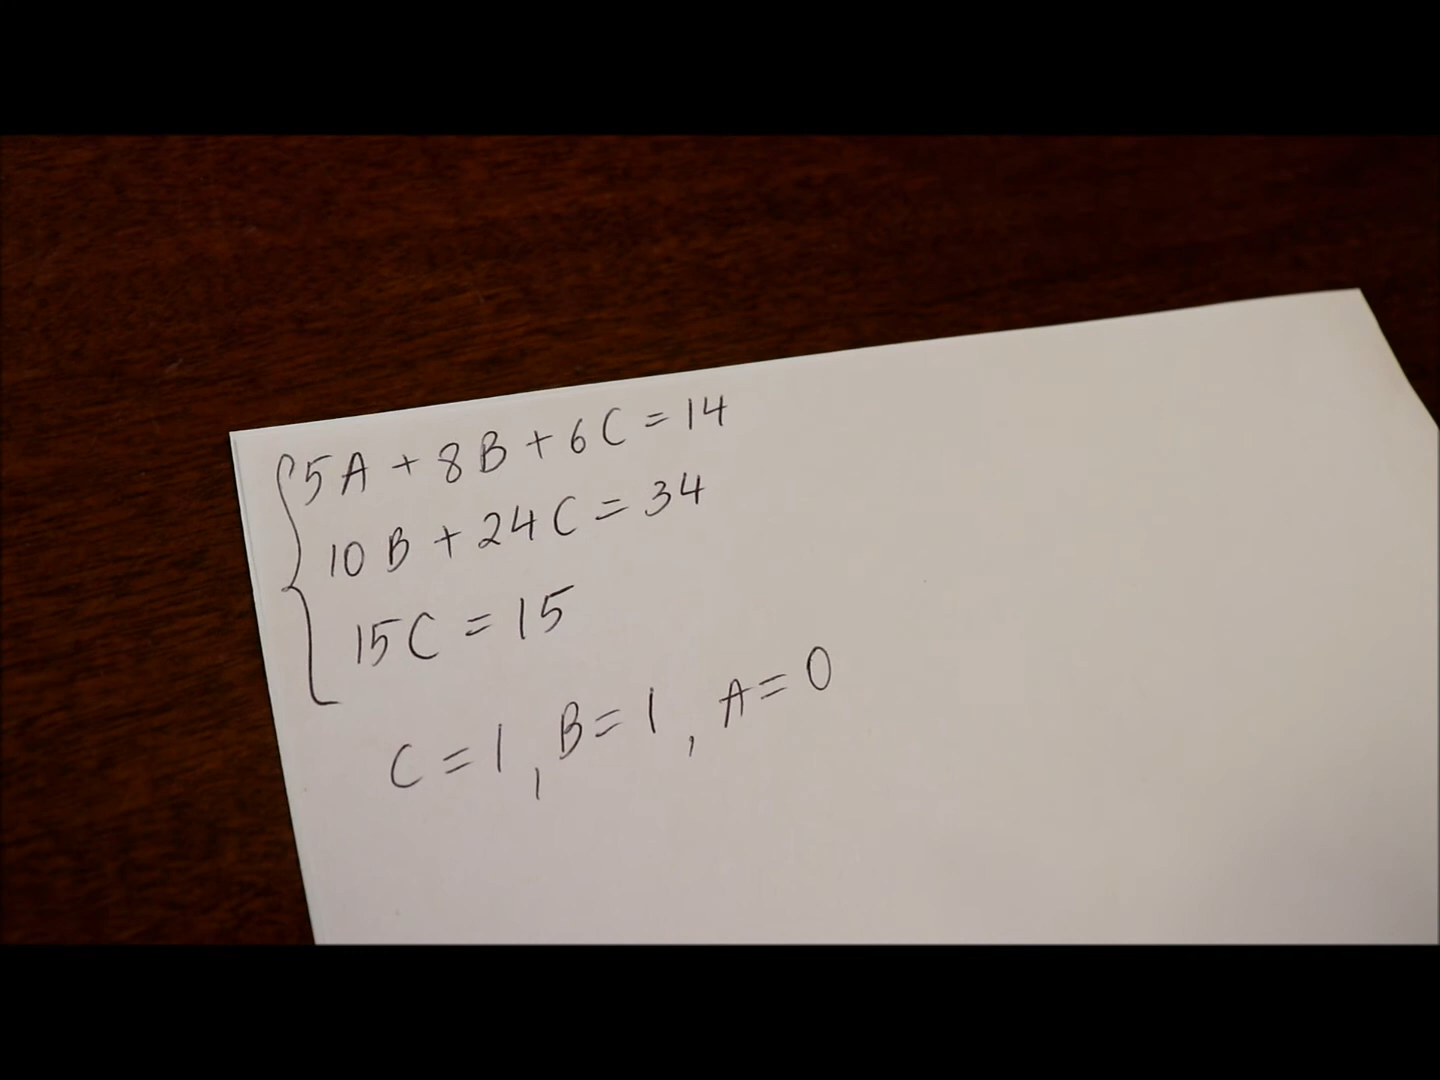 5A + 8B + 6C = 14
10B + 24C = 34
15C = 15
C = 1, B = 1, A = 0